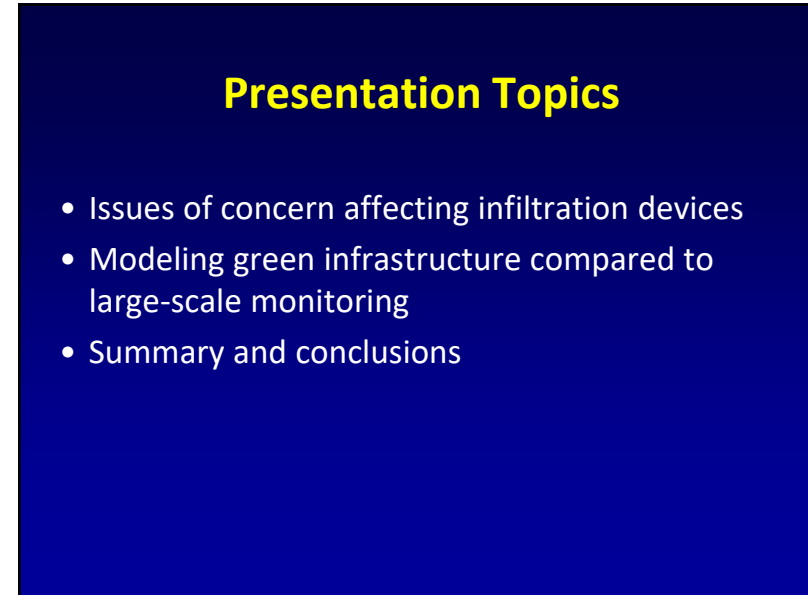 Presentation Topics
• Issues of concern affecting infiltration devices
• Modeling green infrastructure compared to
large-scale monitoring
• Summary and conclusions